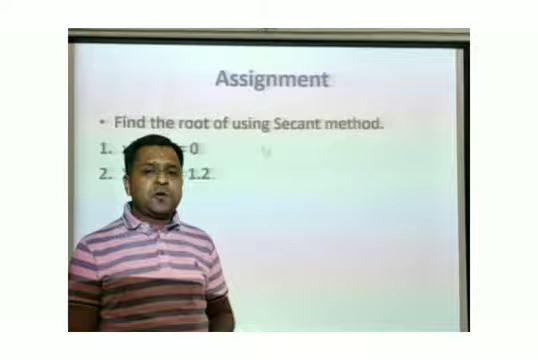 Assignment
• Find the root of using Secant method.
1. =0
2. 1.2